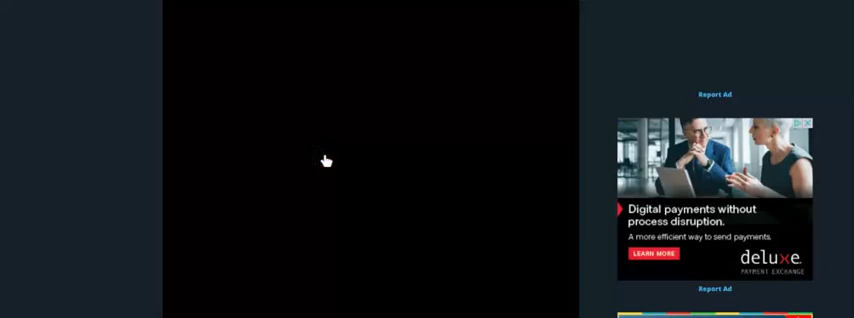 Report Ad
Digital payments without
process disruption.
A more efficient way to send payments.
LEARN MORE
deluxe.
PAYMENT EXCHANGE
Report Ad